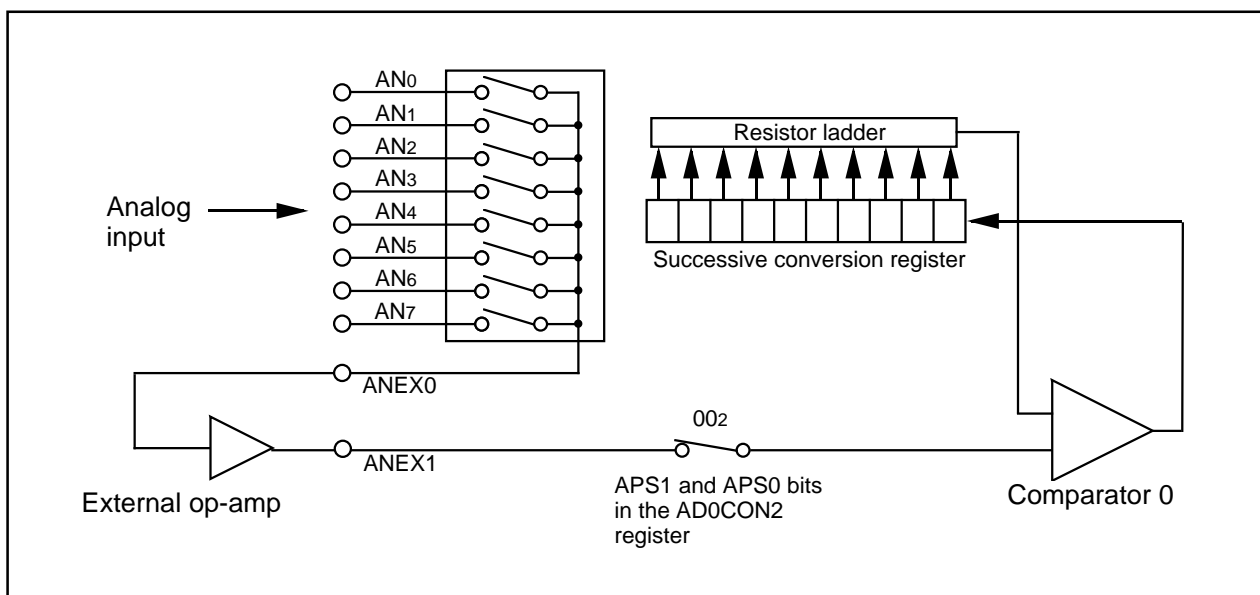 AN0
AN1
AN2
AN3
AN4
AN5
AN6
AN7
Analog
input
Resistor ladder
Successive conversion register
ANEX0
ANEX1
External op-amp
002
APS1 and APS0 bits
in the AD0CON2
register
Comparator 0